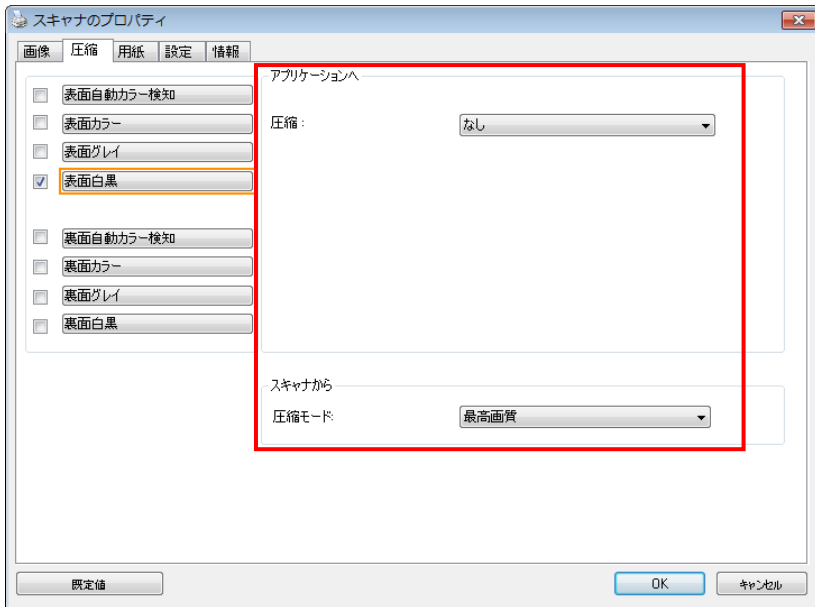 スキャナのプロパティ
画像 圧縮 用紙 設定 情報
表面自動カラー検知
表面カラー
表面グレイ
表面白黒
裏面自動カラー検知
裏面カラー
裏面グレイ
裏面白黒
アプリケーションへ
圧縮: なし
スキャナから
圧縮モード: 最高画質
既定値 OK キャンセル